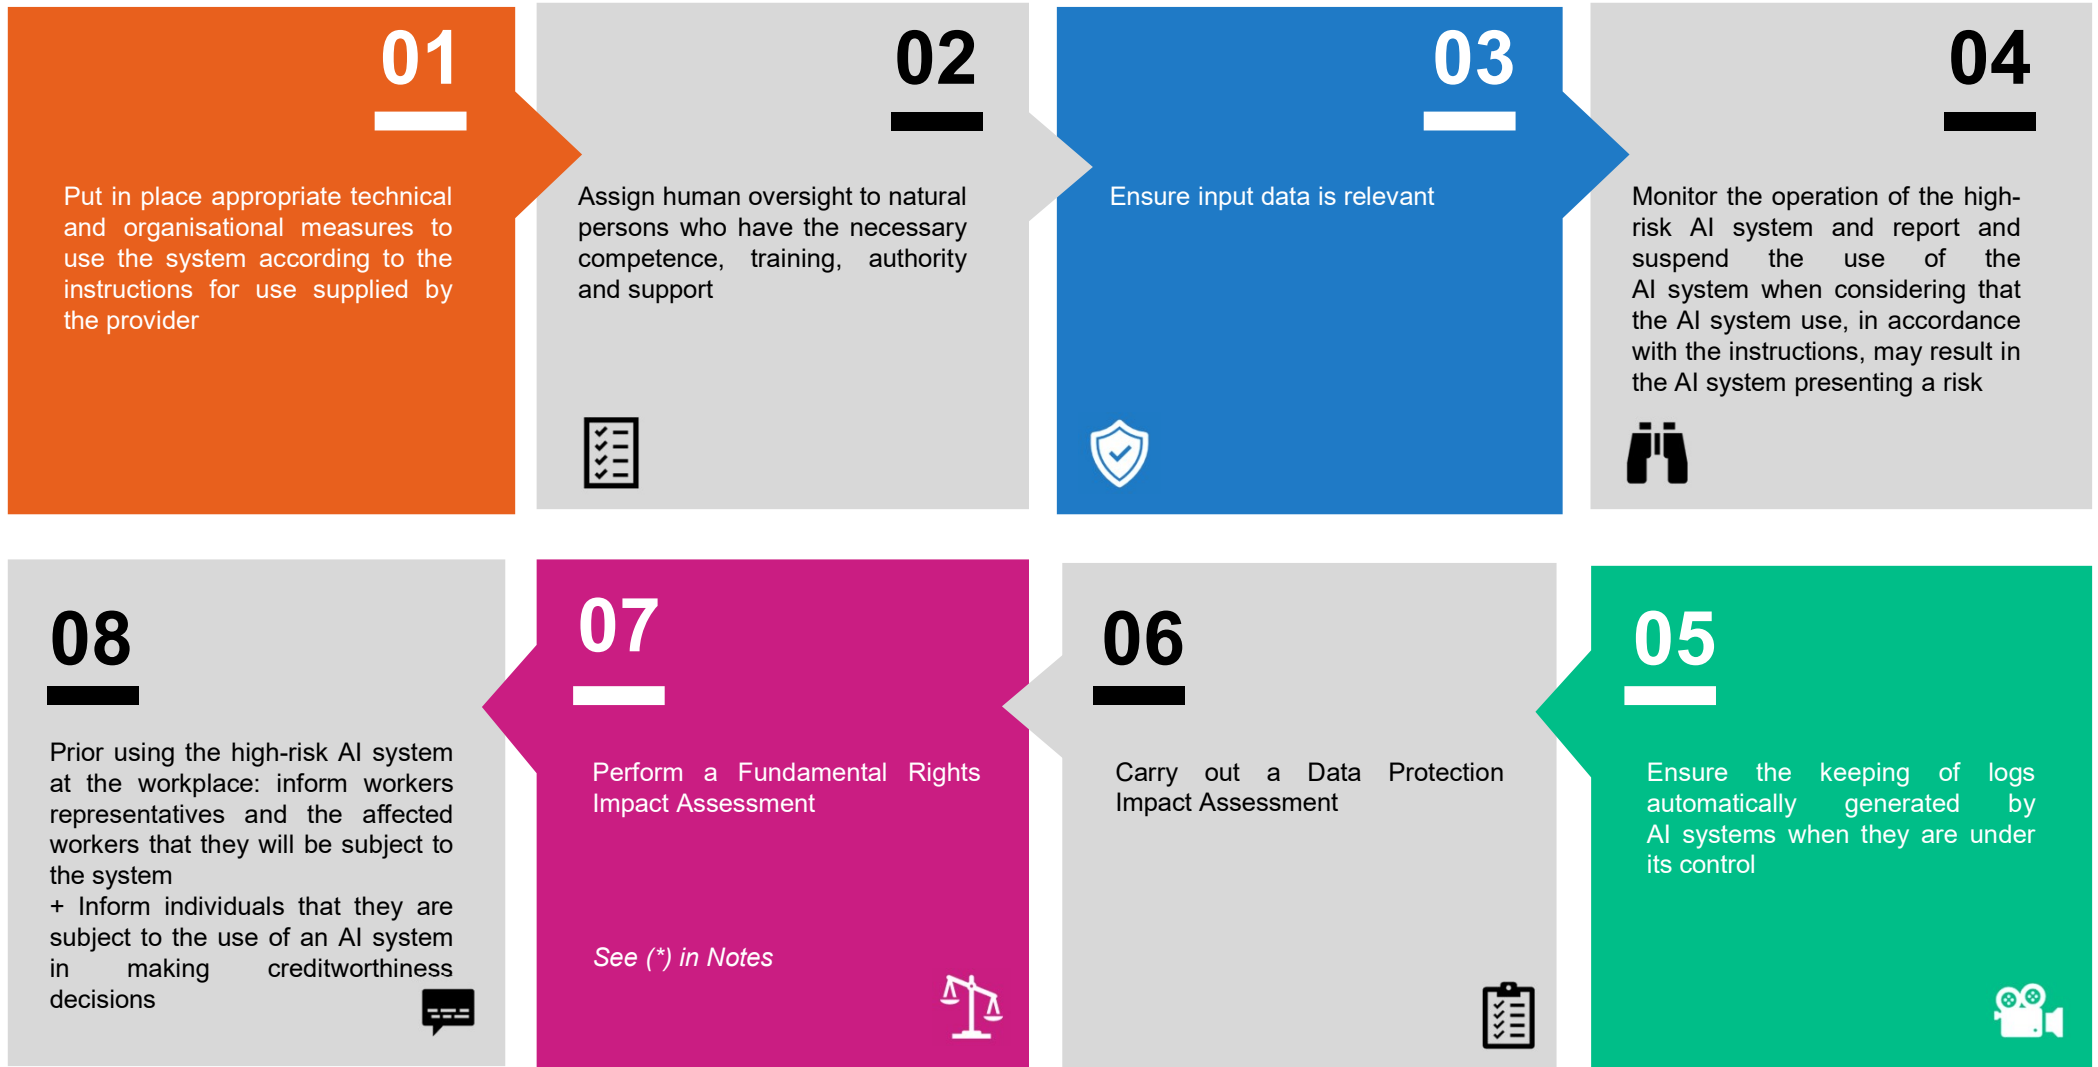 01
Put in place appropriate technical
and organisational measures to
use the system according to the
instructions for use supplied by
the provider
02
Assign human oversight to natural
persons who have the necessary
competence, training, authority
and support
03
Ensure input data is relevant
04
Monitor the operation of the high-
risk AI system and report and
suspend the use of the
AI system when considering that
the AI system use, in accordance
with the instructions, may result in
the AI system presenting a risk
05
Ensure the keeping of logs
automatically generated by
AI systems when they are under
its control
06
Carry out a Data Protection
Impact Assessment
07
Perform a Fundamental Rights
Impact Assessment
See (*) in Notes
08
Prior using the high-risk AI system
at the workplace: inform workers
representatives and the affected
workers that they will be subject to
the system
+ Inform individuals that they are
subject to the use of an AI system
in making creditworthiness
decisions